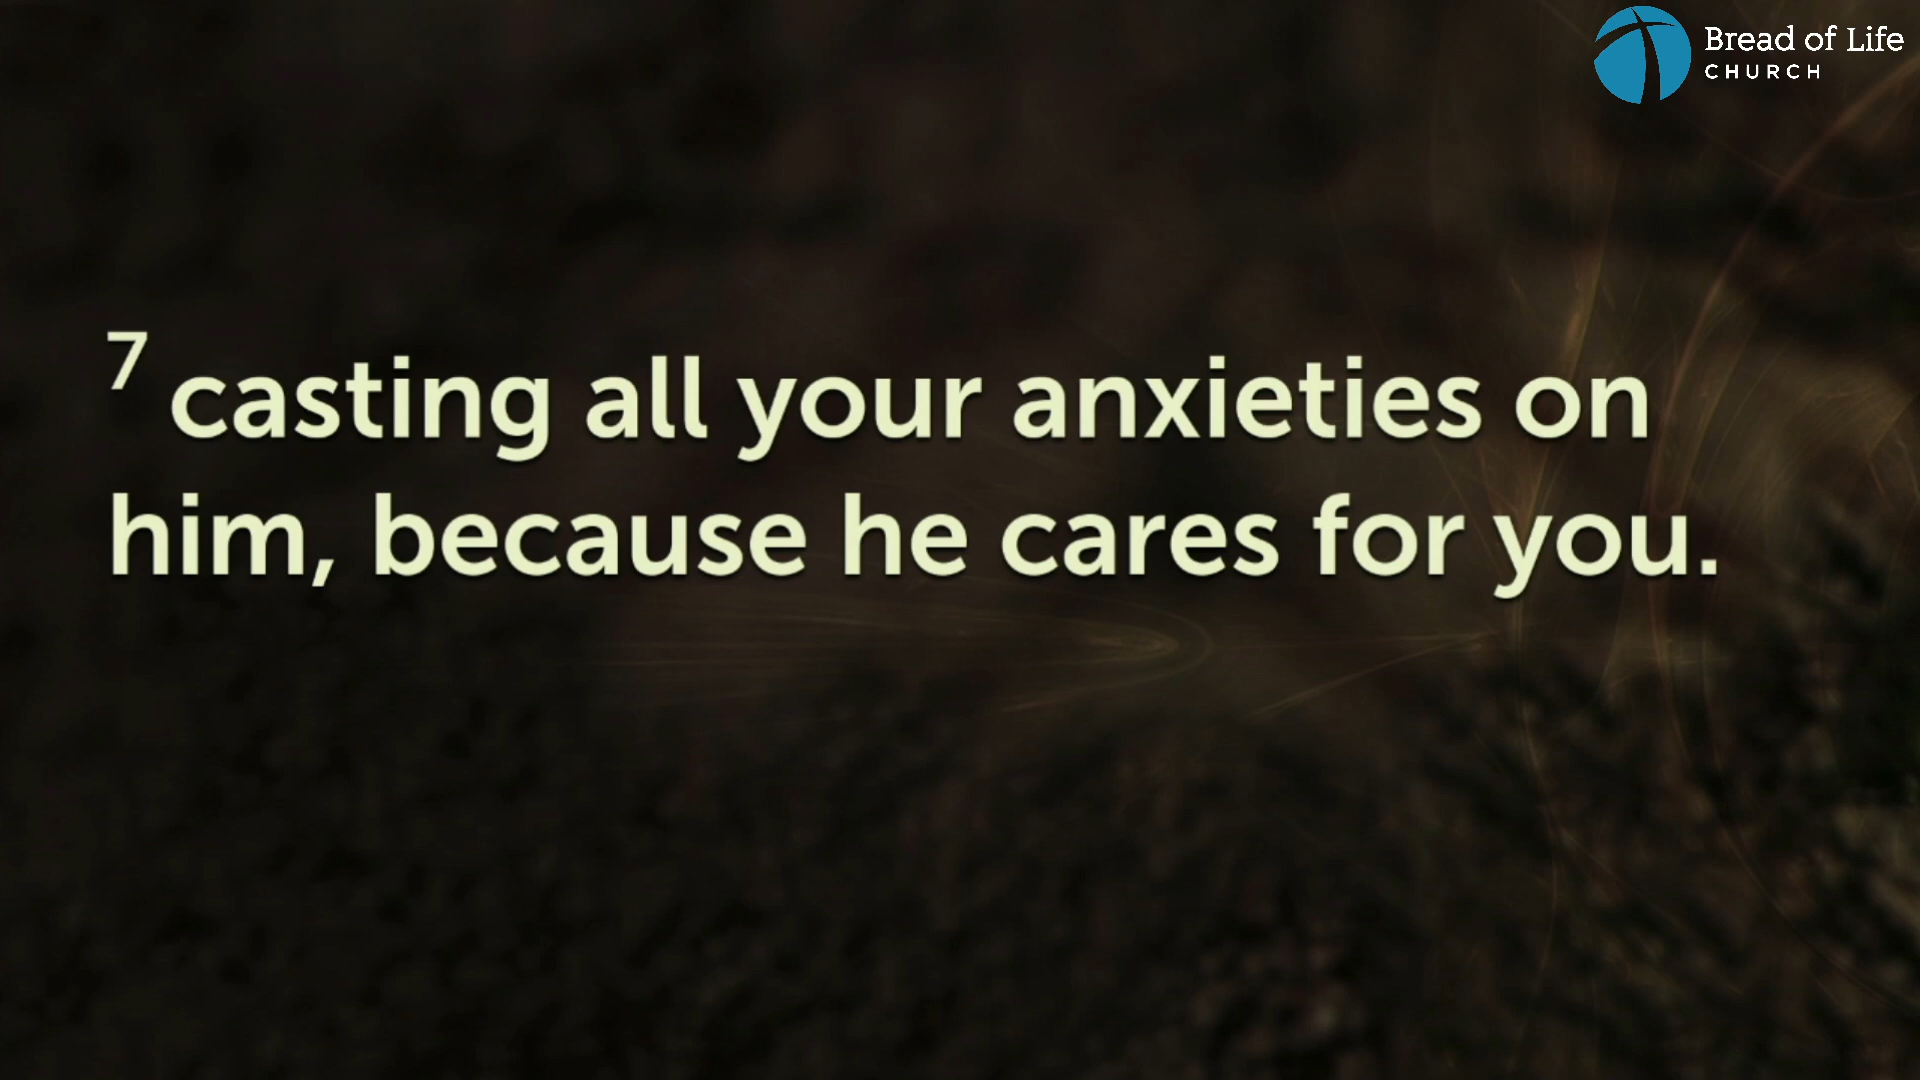 Bread of Life
CHURCH
7 casting all your anxieties on
him, because he cares for you.